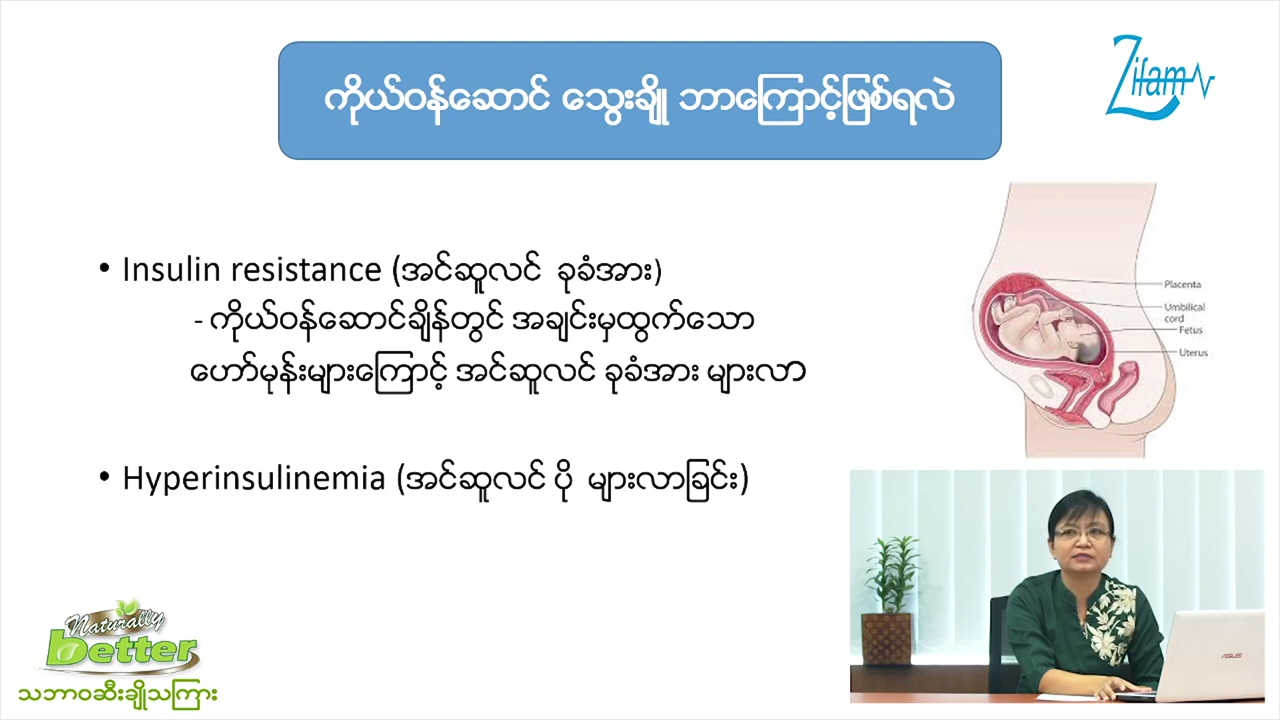 ကိုယ်ဝန်ဆောင် သွေးချို ဘာကြောင့်ဖြစ်ရလဲ
Zifam
• Insulin resistance (အင်ဆူလင် ခုခံအား)
- ကိုယ်ဝန်ဆောင်ချိန်တွင် အချင်းမှထွက်သော
ဟော်မုန်းများကြောင့် အင်ဆူလင် ခုခံအား များလာ
• Hyperinsulinemia (အင်ဆူလင် ပို များလာခြင်း)
Placenta
Umbilical
cord
Fetus
Uterus
Naturally
better
သဘာဝဆီးချိုသကြား
ASUS